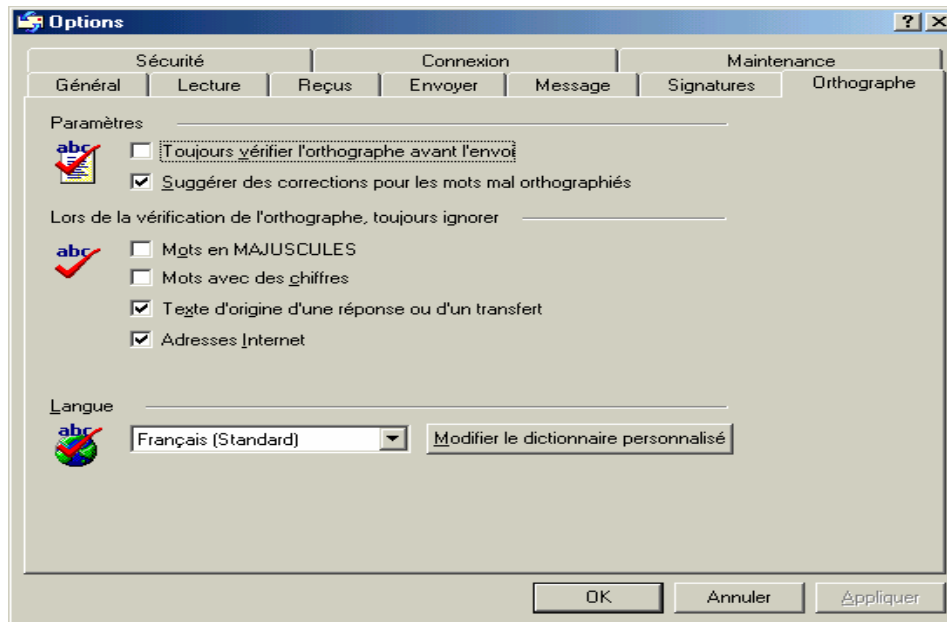 Options
Sécurité Connexion Maintenance
Général Lecture Reçus Envoyer Message Signatures Orthographe
Paramètres
abc Toujours vérifier l'orthographe avant l'envoi
Suggérer des corrections pour les mots mal orthographiés
Lors de la vérification de l'orthographe, toujours ignorer
abc Mots en MAJUSCULES
Mots avec des chiffres
Texte d'origine d'une réponse ou d'un transfert
Adresses Internet
Langue
abc Français (Standard) Modifier le dictionnaire personnalisé
OK Annuler Appliquer